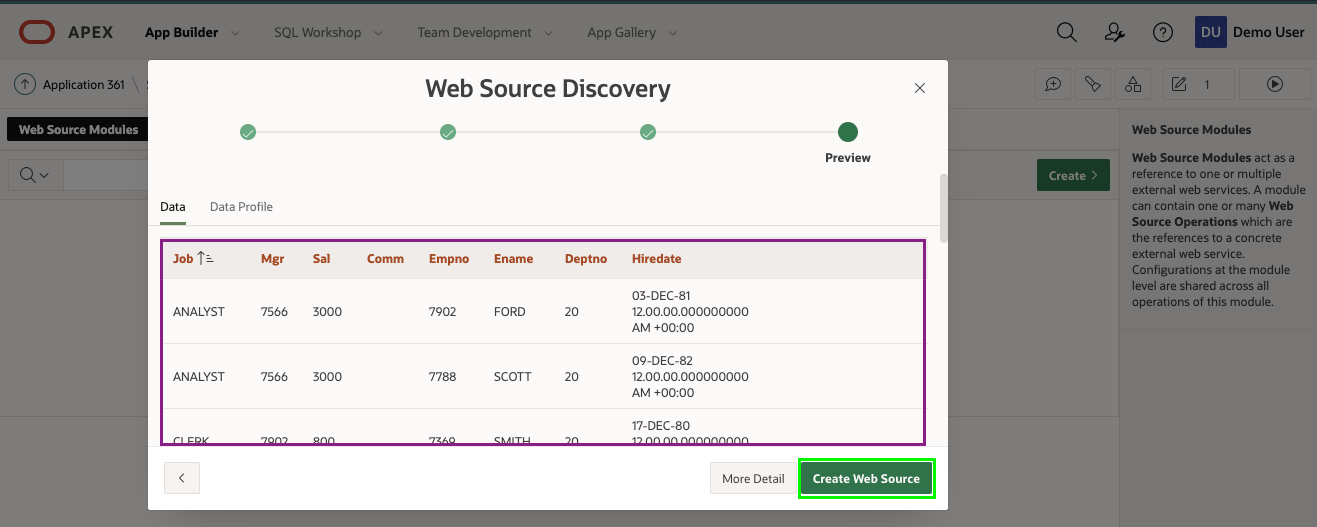 APEX
App Builder
SQL Workshop
Team Development
App Gallery
DU
Demo User
Application 361
1
Web Source Discovery
Preview
Web Source Modules
Create
Data
Data Profile
Job Mgr Sal Comm Empno Ename Deptno Hiredate
ANALYST 7566 3000 7902 FORD 20 03-DEC-81
12.00.00.000000000
AM +00:00
ANALYST 7566 3000 7788 SCOTT 20 09-DEC-82
12.00.00.000000000
AM +00:00
CLERK 7902 800 7369 SMITH 20 17-DEC-80
12.00.00.000000000
More Detail
Create Web Source
Web Source Modules
Web Source Modules act as a
reference to one or multiple
external web services. A module
can contain one or many Web
Source Operations which are
the references to a concrete
external web service.
Configurations at the module
level are shared across all
operations of this module.